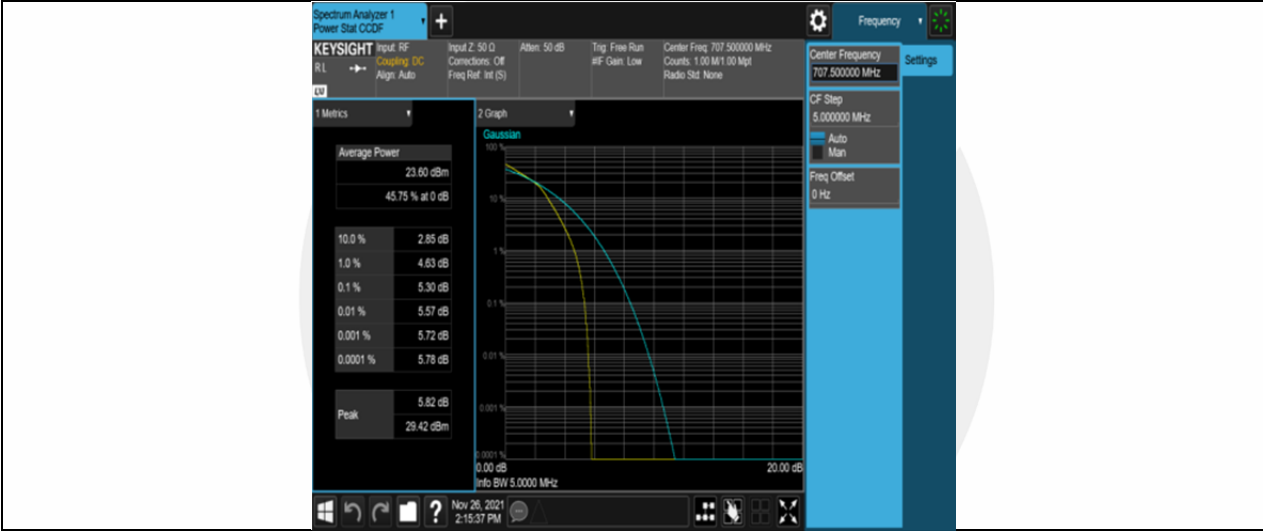 Spectrum Analyzer 1
Power Stat CCDF
+
Frequency
KEYSIGHT
RL
LV
Input: RF
Coupling: DC
Align: Auto
Input Z: 50 Ω
Corrections: Off
Freq Ref: Int (S)
Atten: 50 dB
Trig: Free Run
#IF Gain: Low
Center Freq: 707.500000 MHz
Counts: 1.00 M/1.00 Mpt
Radio Std: None
Center Frequency
707.500000 MHz
Settings
CF Step
5.000000 MHz
Auto
Man
Freq Offset
0 Hz
1 Metrics
Average Power
23.60 dBm
45.75 % at 0 dB
10.0 % 2.85 dB
1.0 % 4.63 dB
0.1 % 5.30 dB
0.01 % 5.57 dB
0.001 % 5.72 dB
0.0001 % 5.78 dB
Peak
5.82 dB
29.42 dBm
2 Graph
Gaussian
100 %
10 %
1 %
0.1 %
0.01 %
0.001 %
0.0001 %
0.00 dB 20.00 dB
Info BW 5.0000 MHz
?
Nov 26, 2021
2:15:37 PM